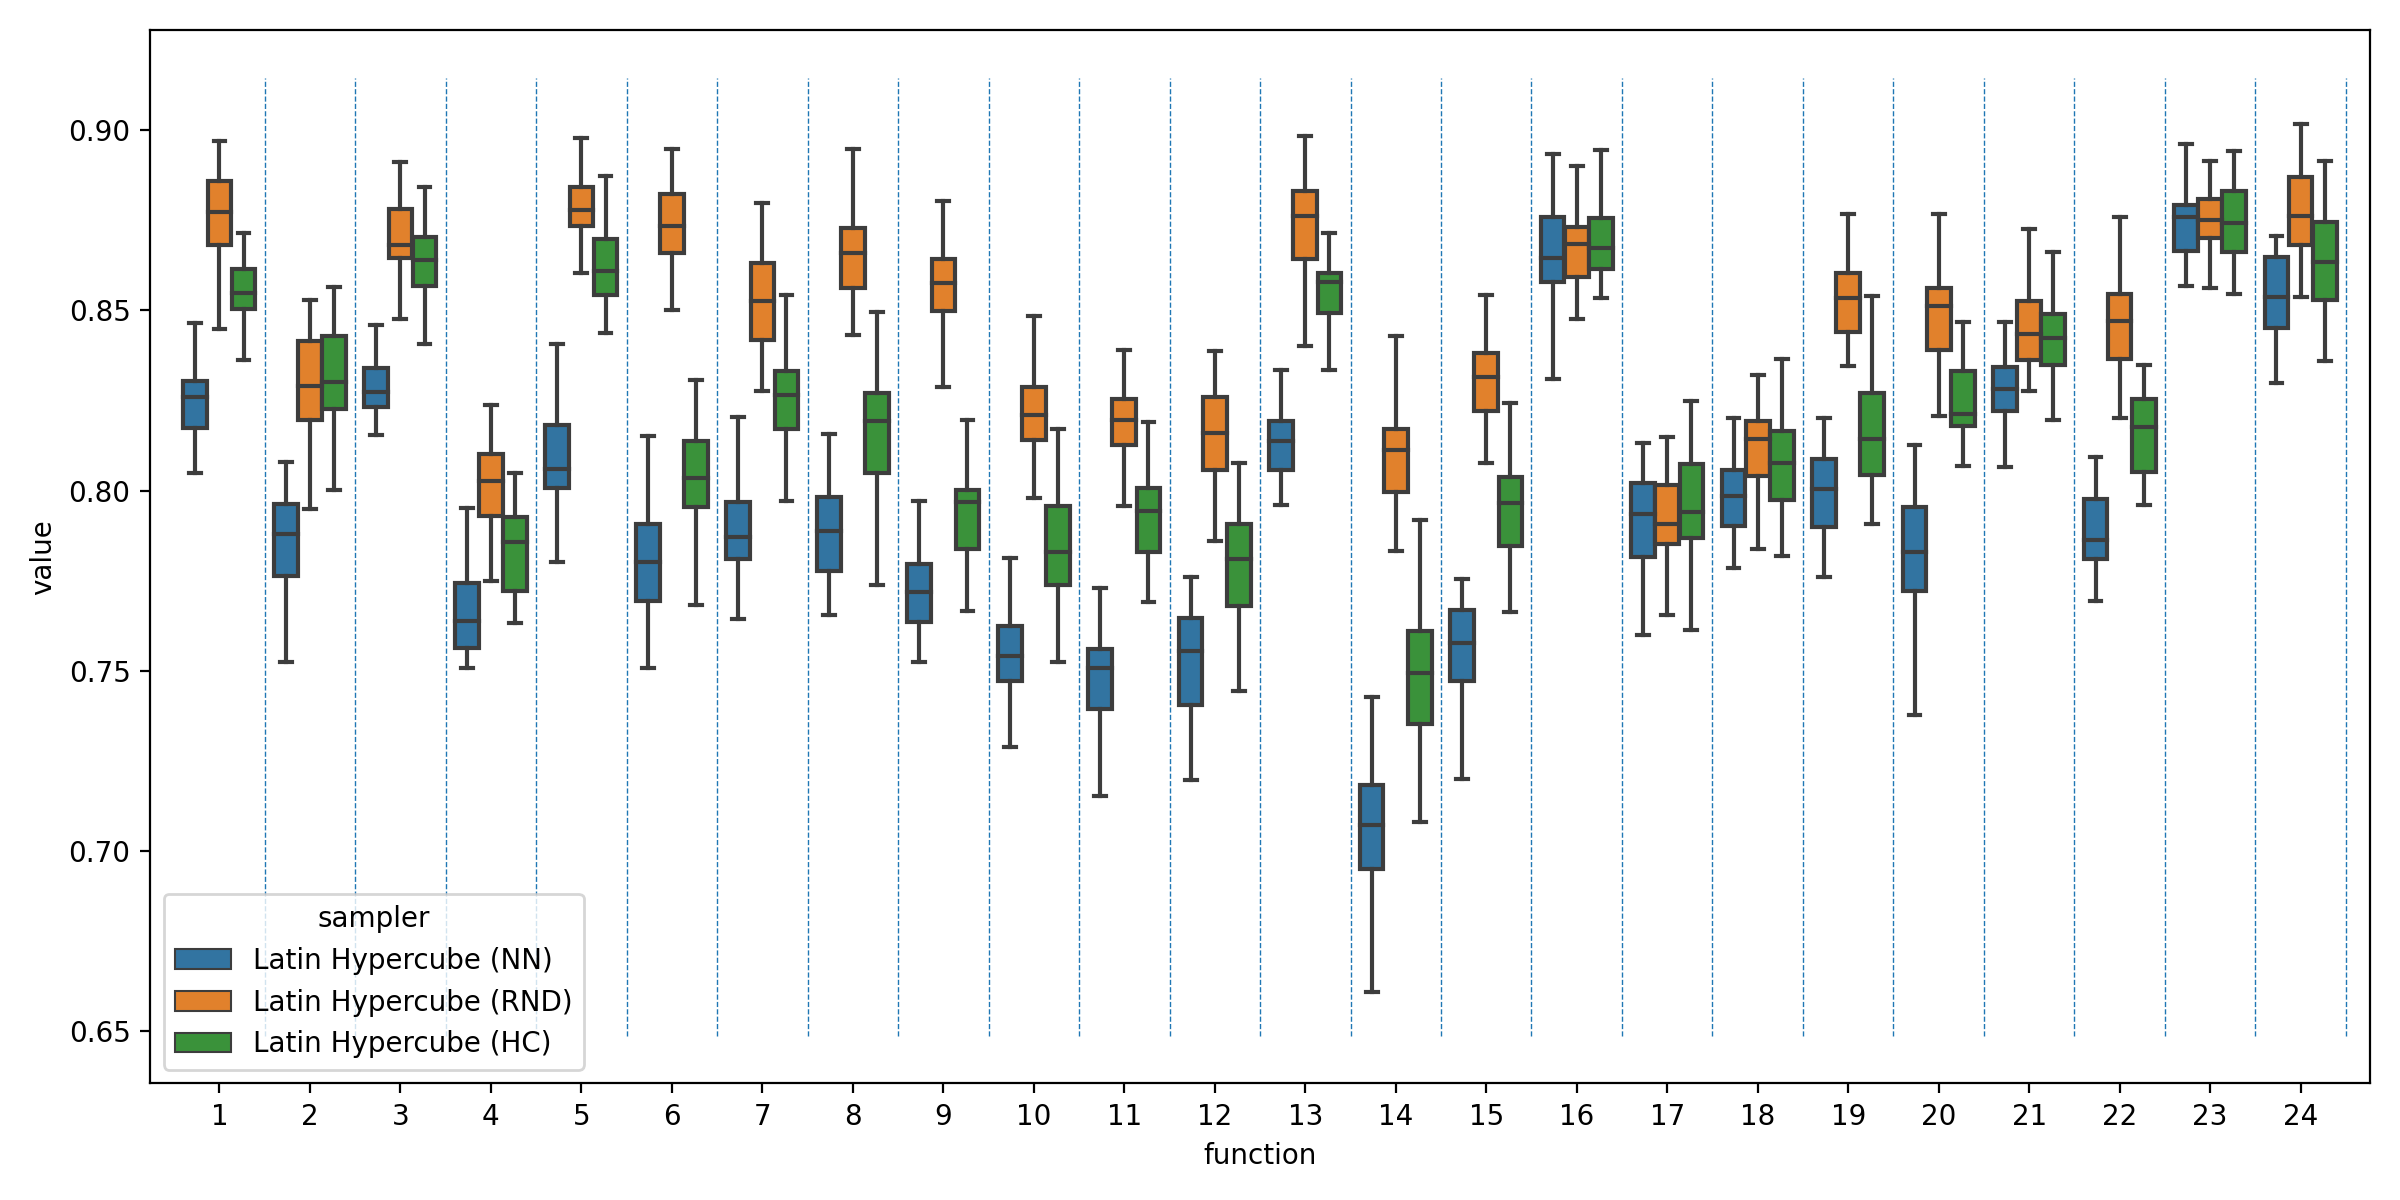 0.90
0.85
0.80
0.75
0.70
0.65
value
sampler
Latin Hypercube (NN)
Latin Hypercube (RND)
Latin Hypercube (HC)
1 2 3 4 5 6 7 8 9 10 11 12 13 14 15 16 17 18 19 20 21 22 23 24
function